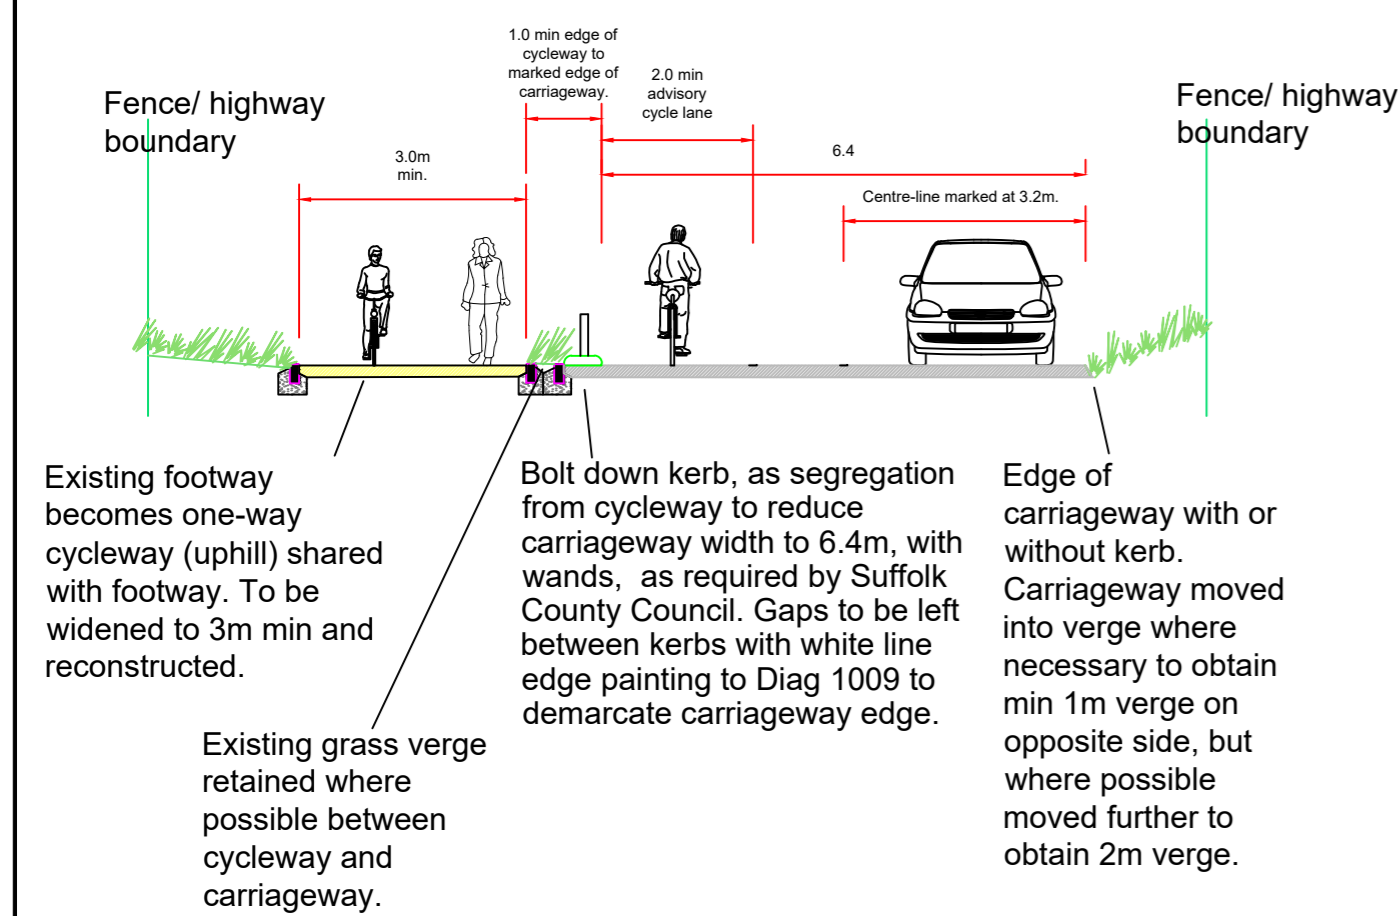 1.0 min edge of
cycleway to
marked edge of
carriageway.
2.0 min
advisory
cycle lane
Fence/ highway
boundary
Fence/ highway
boundary
3.0m
min.
6.4
Centre-line marked at 3.2m.
Existing footway
becomes one-way
cycleway (uphill) shared
with footway. To be
widened to 3m min and
reconstructed.
Existing grass verge
retained where
possible between
cycleway and
carriageway.
Bolt down kerb, as segregation
from cycleway to reduce
carriageway width to 6.4m, with
wands,  as required by Suffolk
County Council. Gaps to be left
between kerbs with white line
edge painting to Diag 1009 to
demarcate carriageway edge.
Edge of
carriageway with or
without kerb.
Carriageway moved
into verge where
necessary to obtain
min 1m verge on
opposite side, but
where possible
moved further to
obtain 2m verge.